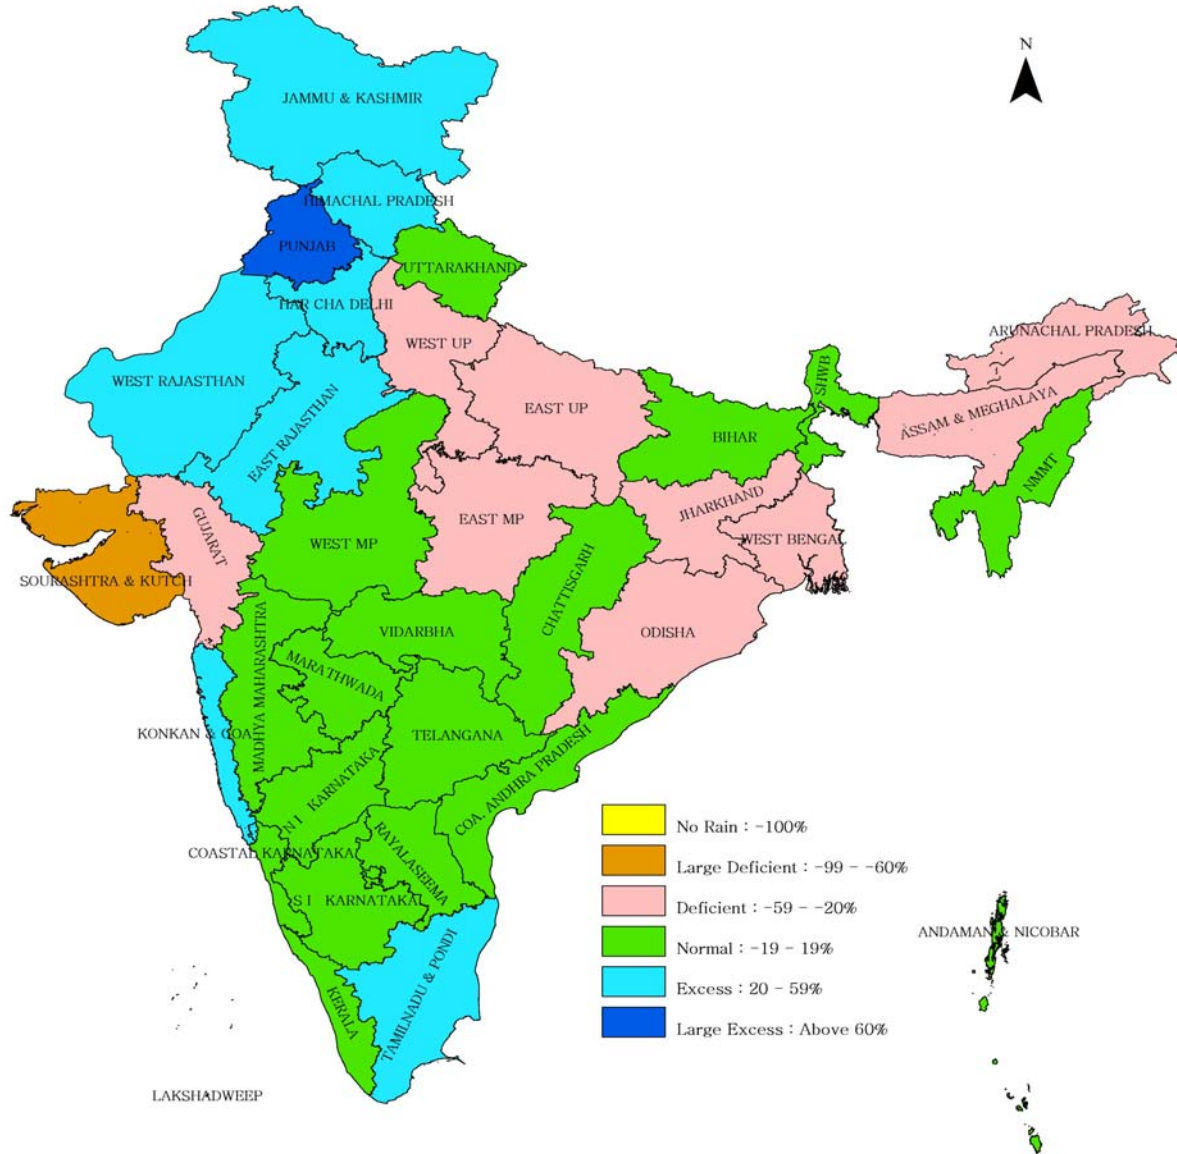 N
JAMMU & KASHMIR
HIMACHAL PRADESH
PUNJAB
UTTARAKHAND
HAR CHA DELHI
ARUNACHAL PRADESH
WEST UP
SHWB
WEST RAJASTHAN
EAST RAJASTHAN
EAST UP
ASSAM & MEGHALAYA
BIHAR
NMMT
GUJARAT
EAST MP
JHARKHAND
WEST MP
WEST BENGAL
SOURASHTRA & KUTCH
CHATTISGARH
VIDARBHA
ODISHA
MADHYA MAHARASHTRA
MARATHWADA
KONKAN & GOA
TELANGANA
N I KARNATAKA
COA. ANDHRA PRADESH
COASTAL KARNATAKA
RAYALASEEMA
S I KARNATAKA
TAMILNADU & PONDI
KERALA
LAKSHADWEEP
ANDAMAN & NICOBAR
No Rain : -100%
Large Deficient : -99 - -60%
Deficient : -59 - -20%
Normal : -19 - 19%
Excess : 20 - 59%
Large Excess : Above 60%